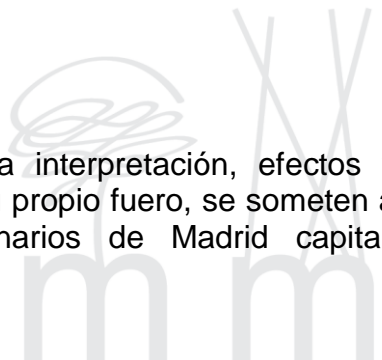 a interpretación, efectos
propio fuero, se someten a
narios de Madrid capita